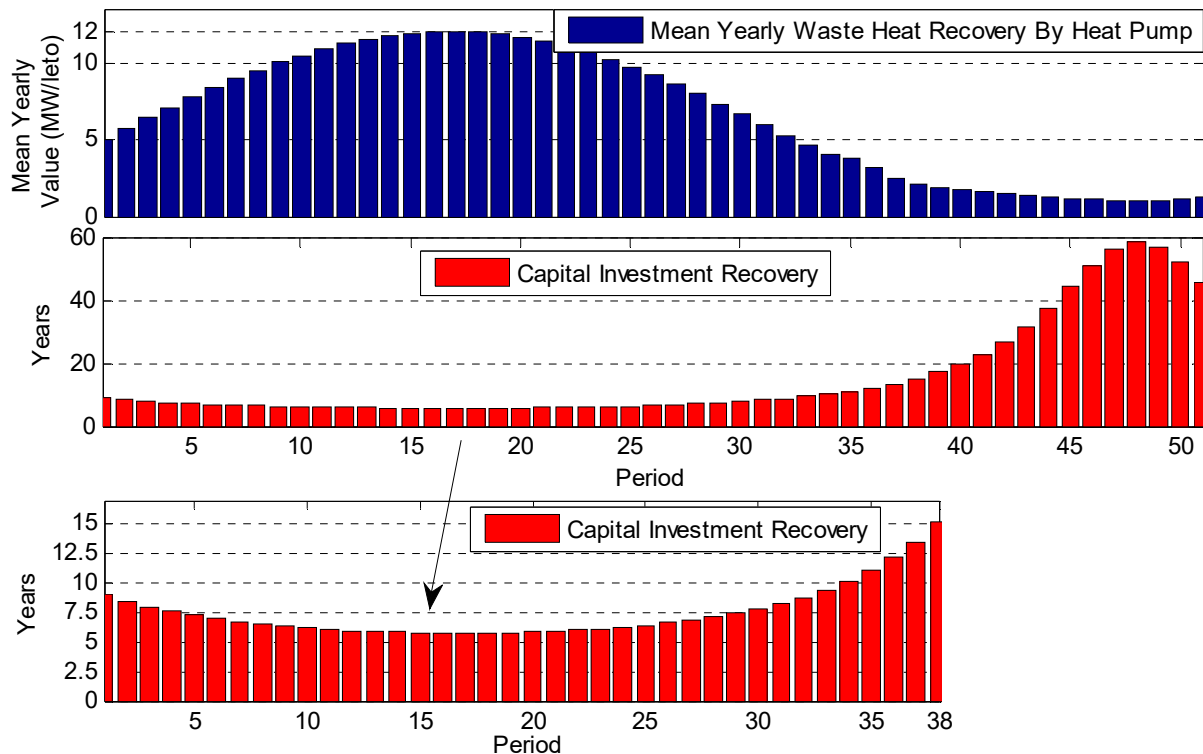 Mean Yearly Waste Heat Recovery By Heat Pump
Mean Yearly
Value (MW/leto)
12
10
5
0
Capital Investment Recovery
Years
60
40
20
0
5 10 15 20 25 30 35 40 45 50
Period
Capital Investment Recovery
Years
15
12.5
10
7.5
5
2.5
0
5 10 15 20 25 30 35 38
Period